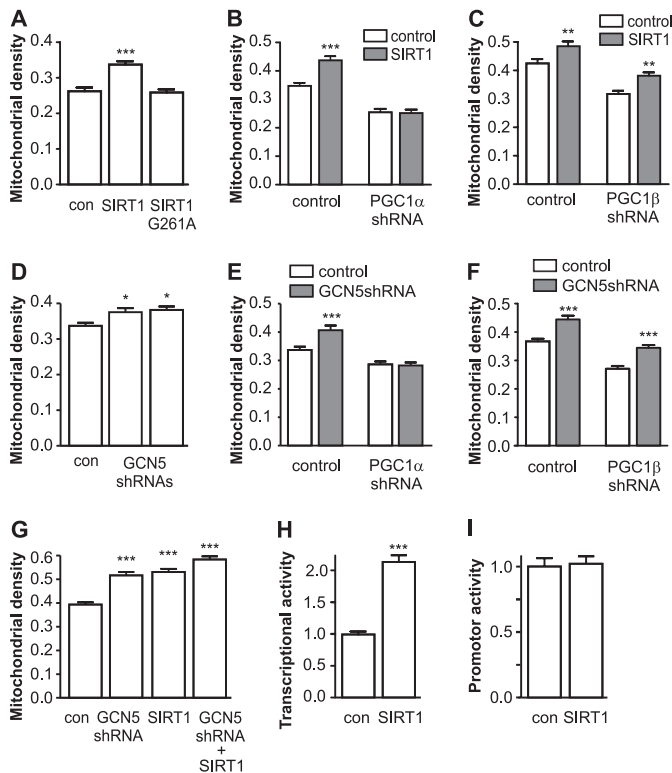 A
Mitochondrial density
0.4
0.3
0.2
0.1
0.0
***
con SIRT1 SIRT1
G261A
B
control
SIRT1
Mitochondrial density
0.5
0.4
0.3
0.2
0.1
0.0
***
control PGC1α
shRNA
C
control
SIRT1
Mitochondrial density
0.5
0.4
0.3
0.2
0.1
0.0
**
**
control PGC1β
shRNA
D
Mitochondrial density
0.4
0.3
0.2
0.1
0.0
* *
con GCN5
shRNAs
E
control
GCN5shRNA
Mitochondrial density
0.5
0.4
0.3
0.2
0.1
0.0
***
control PGC1α
shRNA
F
control
GCN5shRNA
Mitochondrial density
0.5
0.4
0.3
0.2
0.1
0.0
***
***
control PGC1β
shRNA
G
Mitochondrial density
0.6
0.5
0.4
0.3
0.2
0.1
0.0
*** *** ***
con GCN5 SIRT1 GCN5
shRNA shRNA
+
SIRT1
H
Transcriptional activity
2.0
1.0
0.0
***
con SIRT1
I
Promotor activity
1.0
0.5
0.0
con SIRT1